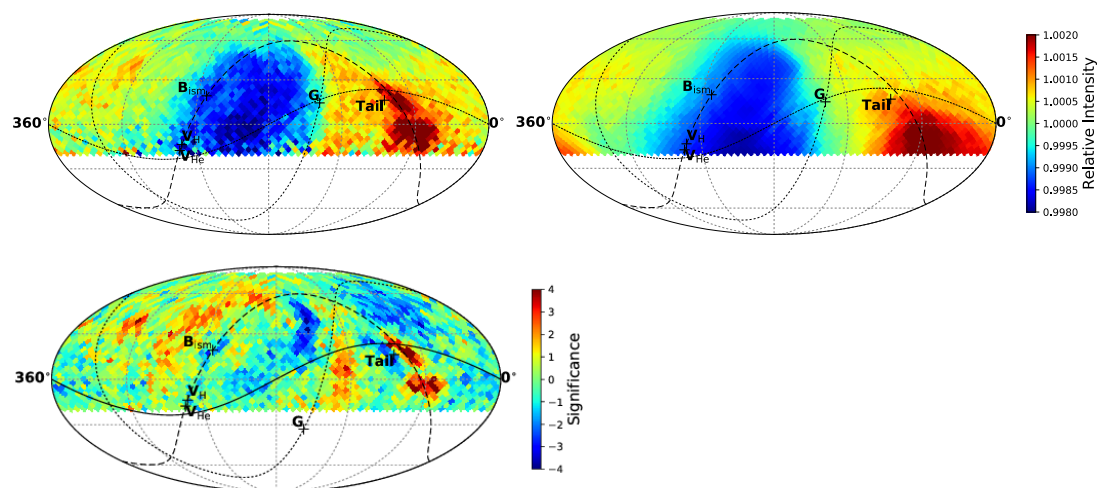 B_ism
G
Tail
360°
V_H
V_He
B_ism
G
Tail
360°
0°
V_He
0°
1.0020
1.0015
1.0010
1.0005
1.0000
0.9995
0.9990
0.9985
0.9980
Relative Intensity
B_ism
Tail
360°
0°
V_H
V_He
G
4
3
2
1
0
−1
−2
−3
−4
Significance